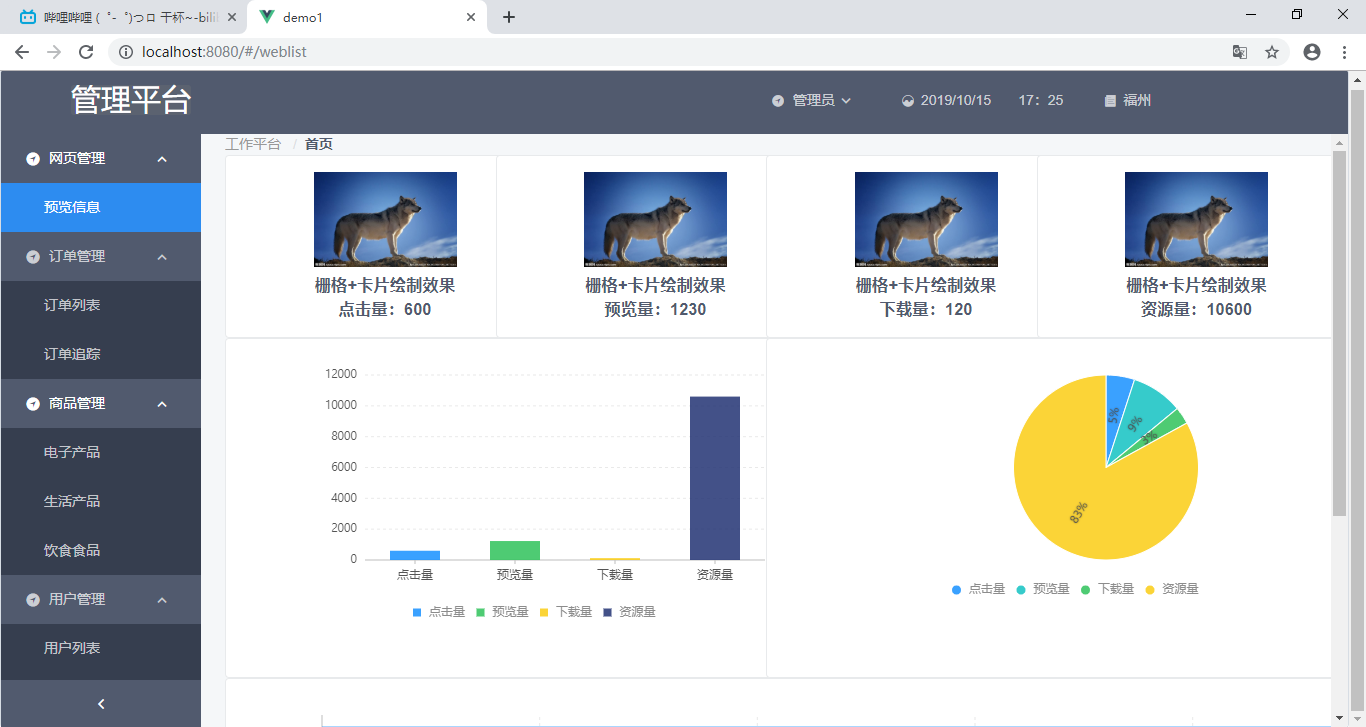 哔哩哔哩 (゜-゜)つロ 干杯~-bili
demo1
localhost:8080/#/weblist
管理平台
管理员
2019/10/15
17：25
福州
网页管理
预览信息
订单管理
订单列表
订单追踪
商品管理
电子产品
生活产品
饮食食品
用户管理
用户列表
工作平台 / 首页
栅格+卡片绘制效果
点击量：600
栅格+卡片绘制效果
预览量：1230
栅格+卡片绘制效果
下载量：120
栅格+卡片绘制效果
资源量：10600
12000
10000
8000
6000
4000
2000
0
点击量 预览量 下载量 资源量
点击量 预览量 下载量 资源量
5%
9%
3%
83%
点击量 预览量 下载量 资源量